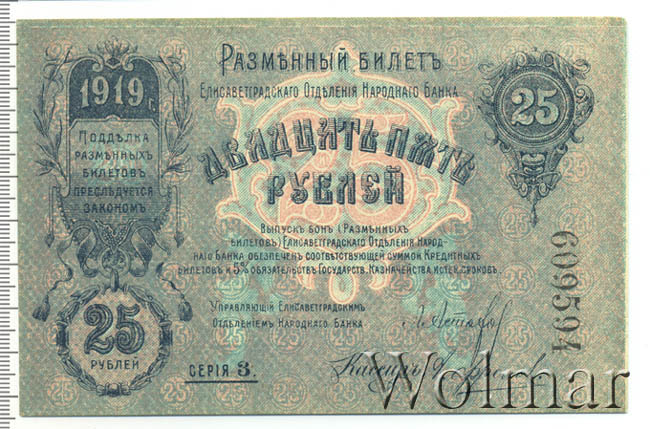 Размѣнный билетъ
Елисаветградскаго Отдѣленія Народнаго Банка
1919 г.
25
Поддѣлка
размѣнныхъ
билетовъ
преслѣдуется
закономъ
Двадцать пять
рублей
Выпускъ бонъ (размѣнныхъ
билетовъ) Елисаветградскаго Отдѣленія Народ-
наго Банка обезпеченъ соотвѣтствующей суммой Кредитныхъ
билетовъ и 5% обязательствъ Государств. Казначейства истек. сроковъ.
609594
25
рублей
Управляющій Елисаветградскимъ
Отдѣленіемъ Народнаго Банка
Серія З.
Кассиръ
Wolmar